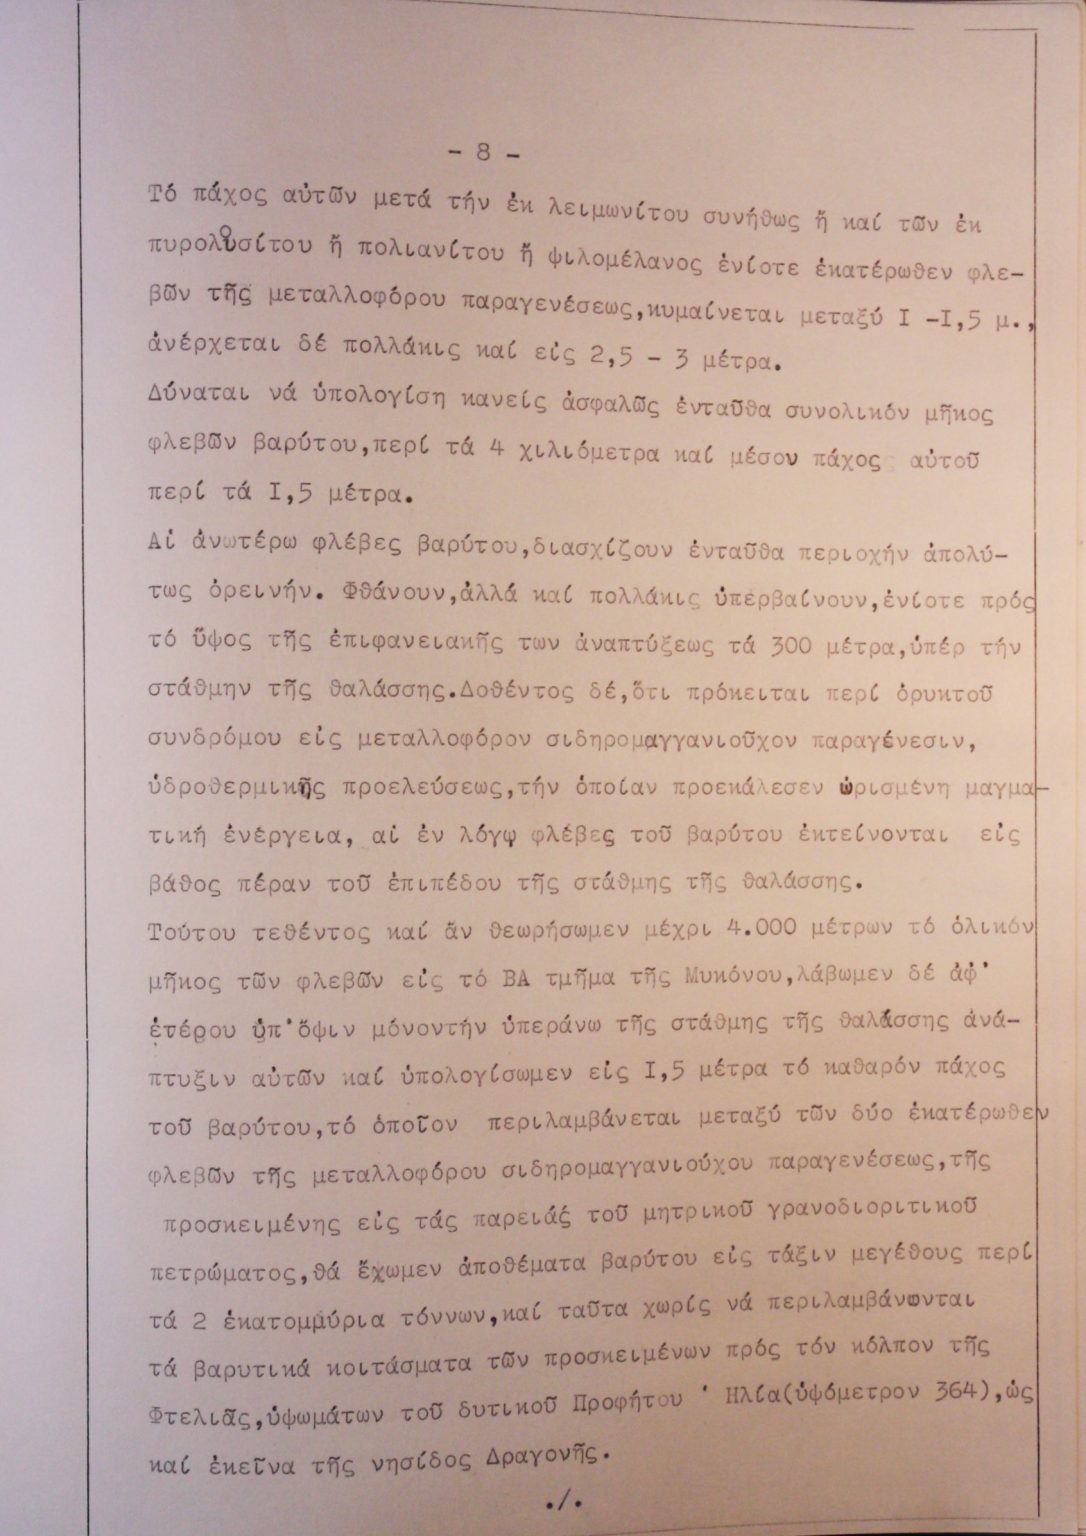 - 8 -
Τό πάχος αὐτῶν μετά τήν ἐκ λειμωνίτου συνήθως ἤ καί τῶν ἐκ
πυρολυσίτου ἤ πολιανίτου ἤ ψιλομέλανος ἐνίοτε ἑκατέρωθεν φλε-
βῶν τῆς μεταλλοφόρου παραγενέσεως,κυμαίνεται μεταξύ Ι -Ι,5 μ.,
ἀνέρχεται δέ πολλάκις καί εἰς 2,5 - 3 μέτρα.
Δύναται νά ὑπολογίση κανείς ἀσφαλῶς ἐνταῦθα συνολικόν μῆκος
φλεβῶν βαρύτου,περί τά 4 χιλιόμετρα καί μέσον πάχος αὐτοῦ
περί τά Ι,5 μέτρα.
Αἱ ἀνωτέρω φλέβες βαρύτου,διασχίζουν ἐνταῦθα περιοχήν ἀπολύ-
τως ὀρεινήν. Φθάνουν,ἀλλά καί πολλάκις ὑπερβαίνουν,ἐνίοτε πρός
τό ὕψος τῆς ἐπιφανειακῆς των ἀναπτύξεως τά 300 μέτρα,ὑπέρ τήν
στάθμην τῆς θαλάσσης.Δοθέντος δέ,ὅτι πρόκειται περί ὀρυκτοῦ
συνδρόμου εἰς μεταλλοφόρον σιδηρομαγγανιοῦχον παραγένεσιν,
ὑδροθερμικῆς προελεύσεως,τήν ὁποίαν προεκάλεσεν ὡρισμένη μαγμα-
τική ἐνέργεια, αἱ ἐν λόγῳ φλέβες τοῦ βαρύτου ἐκτείνονται εἰς
βάθος πέραν τοῦ ἐπιπέδου τῆς στάθμης τῆς θαλάσσης.
Τούτου τεθέντος καί ἄν θεωρήσωμεν μέχρι 4.000 μέτρων τό ὁλικόν
μῆκος τῶν φλεβῶν εἰς τό ΒΑ τμῆμα τῆς Μυκόνου,λάβωμεν δέ ἀφ'
ἑτέρου ὑπ'ὄψιν μόνοντήν ὑπεράνω τῆς στάθμης τῆς θαλάσσης ἀνά-
πτυξιν αὐτῶν καί ὑπολογίσωμεν εἰς Ι,5 μέτρα τό καθαρόν πάχος
τοῦ βαρύτου,τό ὁποῖον περιλαμβάνεται μεταξύ τῶν δύο ἑκατέρωθεν
φλεβῶν τῆς μεταλλοφόρου σιδηρομαγγανιούχου παραγενέσεως,τῆς
προσκειμένης εἰς τάς παρειάς τοῦ μητρικοῦ γρανοδιοριτικοῦ
πετρώματος,θά ἔχωμεν ἀποθέματα βαρύτου εἰς τάξιν μεγέθους περί
τά 2 ἑκατομμύρια τόννων,καί ταῦτα χωρίς νά περιλαμβάνωνται
τά βαρυτικά κοιτάσματα τῶν προσκειμένων πρός τόν κόλπον τῆς
Φτελιᾶς,ὑψωμάτων τοῦ δυτικοῦ Προφήτου ' Ηλία(ὑψόμετρον 364),ὡς
καί ἐκεῖνα τῆς νησίδος Δραγονῆς.
./.